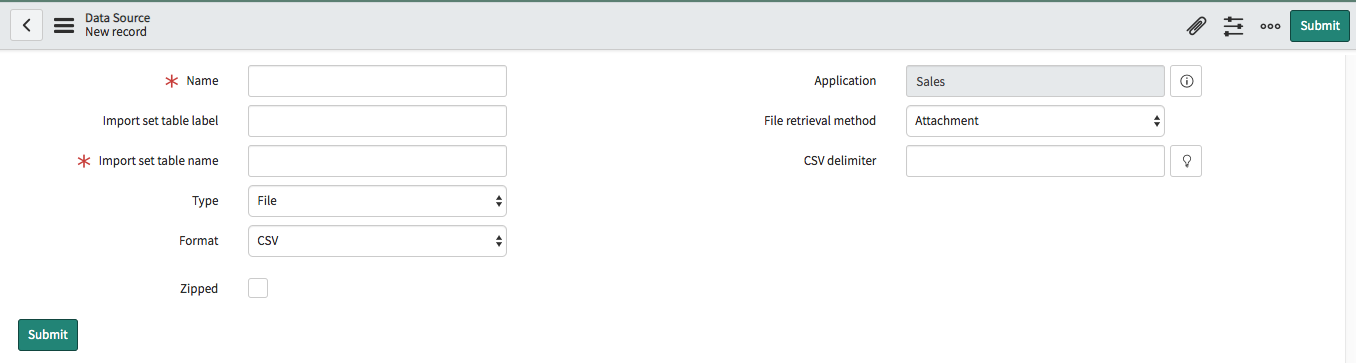 Data Source
New record
Submit
Name
Import set table label
Import set table name
Type File
Format CSV
Zipped
Application Sales
File retrieval method Attachment
CSV delimiter
Submit